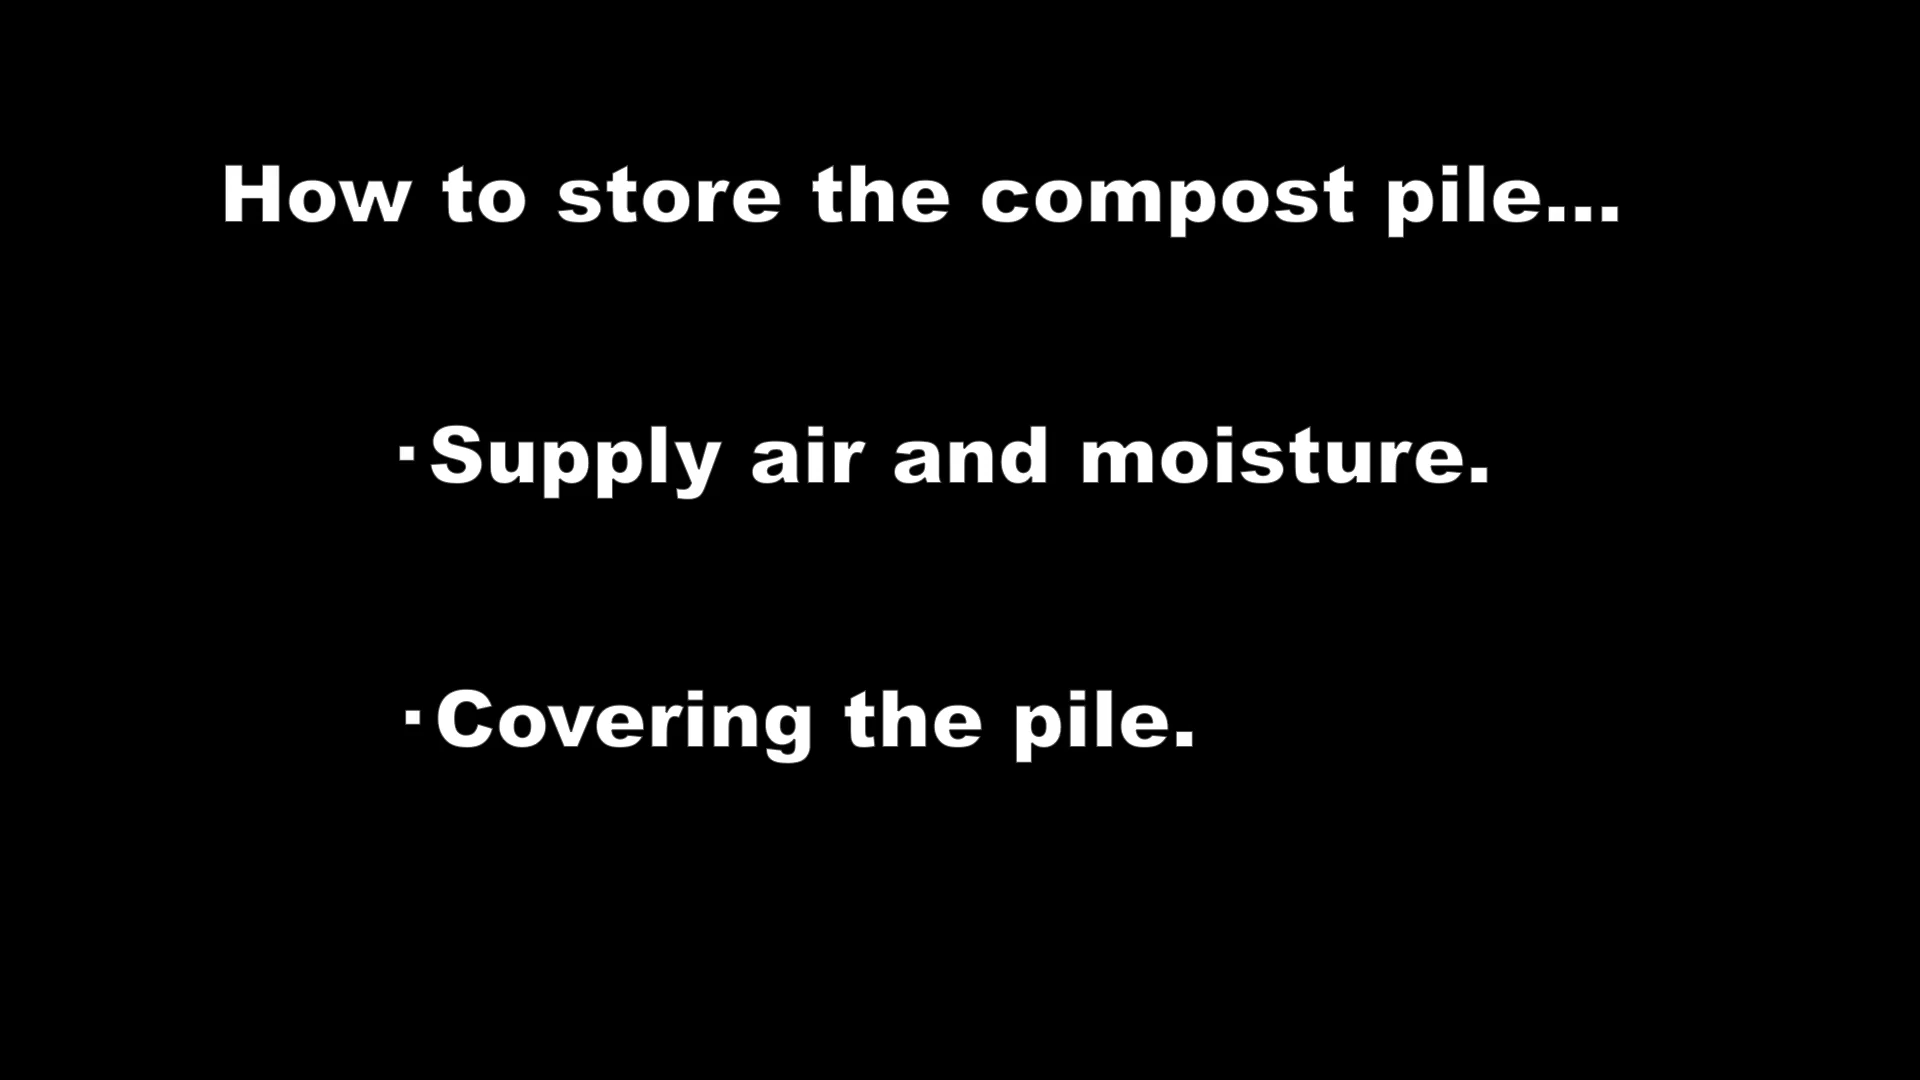 How to store the compost pile...
·Supply air and moisture.
·Covering the pile.